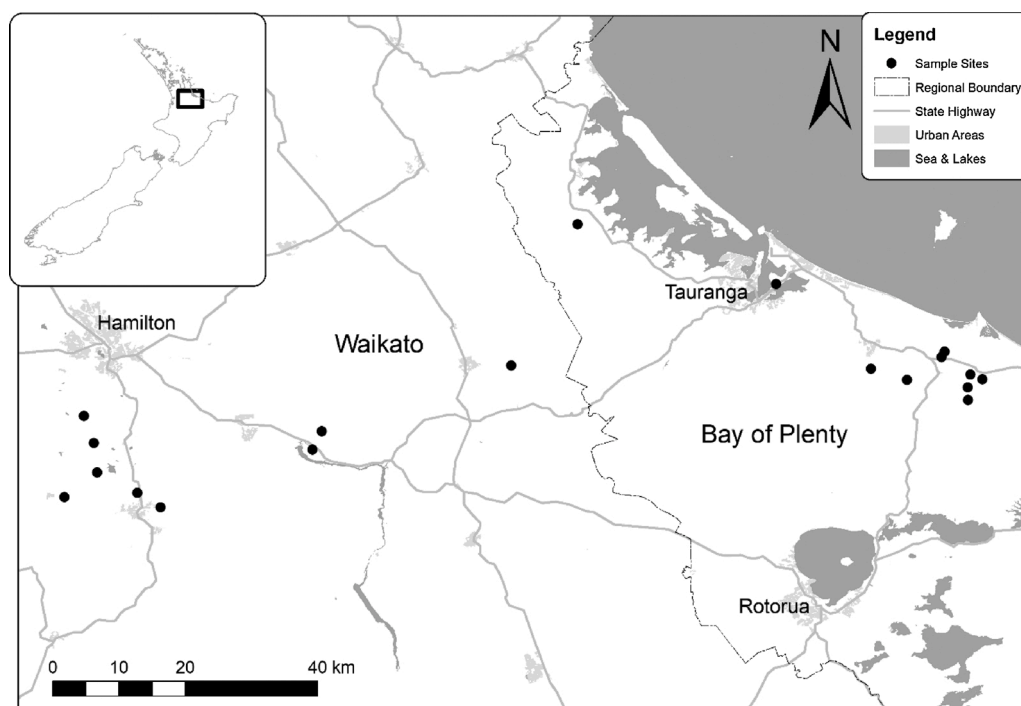 N
Legend
Sample Sites
Regional Boundary
State Highway
Urban Areas
Sea & Lakes
Tauranga
Hamilton
Waikato
Bay of Plenty
Rotorua
0 10 20 40 km